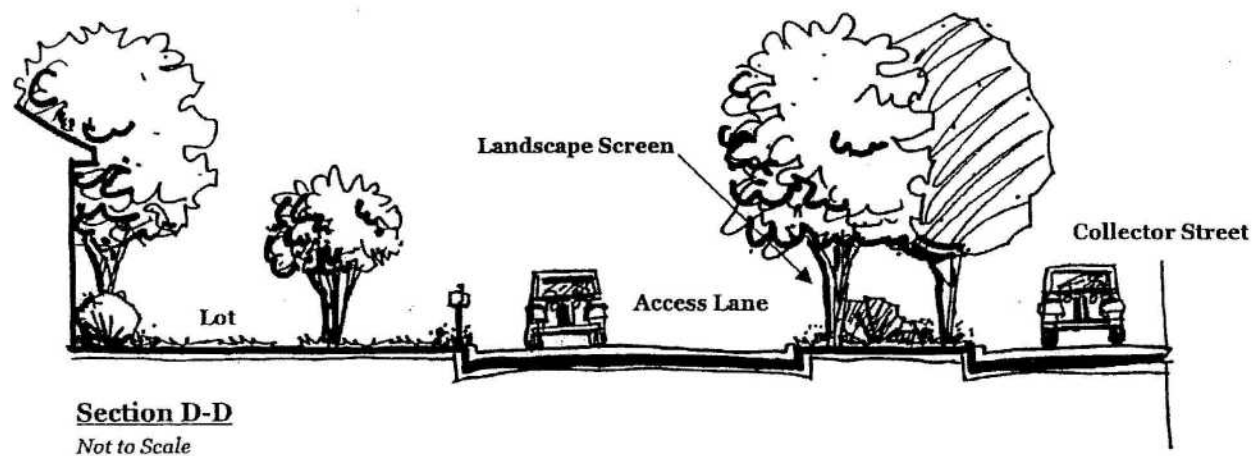 Landscape Screen
Collector Street
Access Lane
Lot
Section D-D
Not to Scale